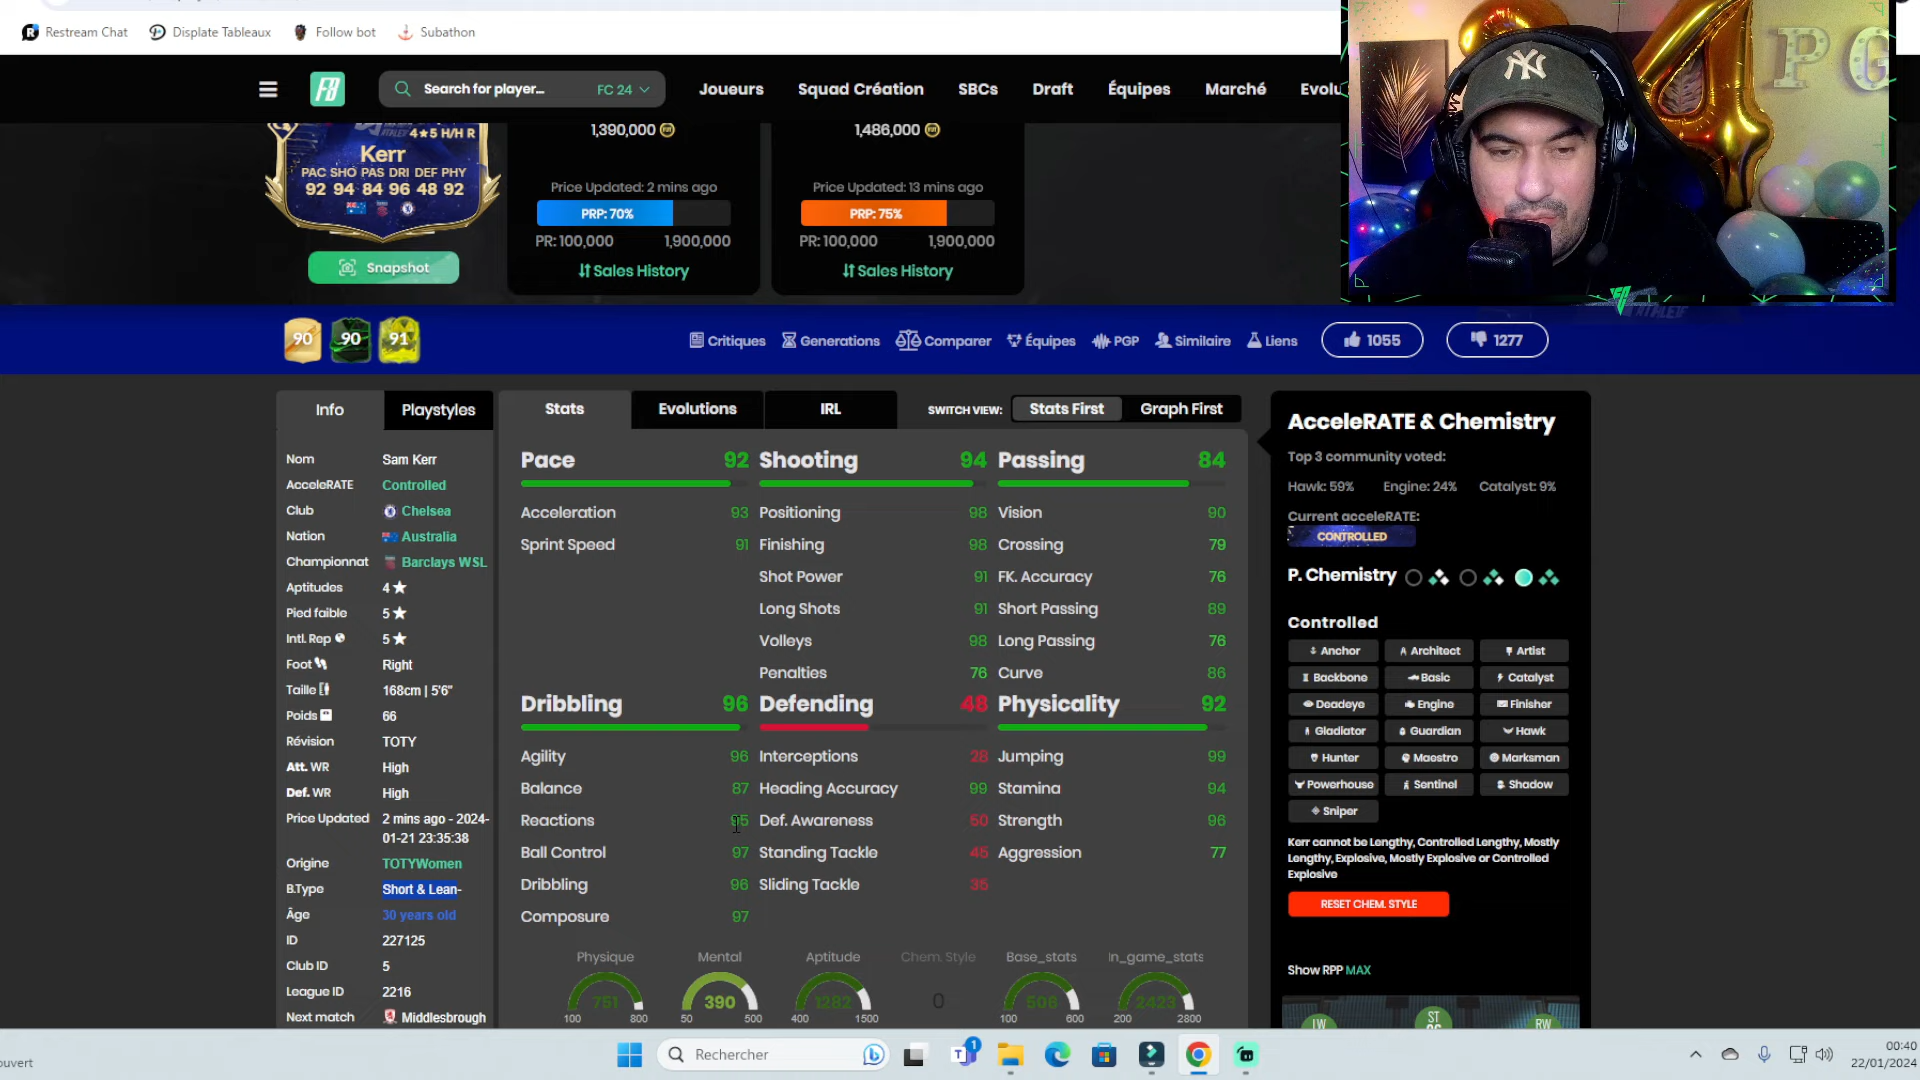 Restream Chat Displate Tableaux Follow bot Subathon
Search for player... FC 24 Joueurs Squad Création SBCs Draft Équipes Marché Evolu
4★5 H/H R
Kerr
PAC SHO PAS DRI DEF PHY
92 94 84 96 48 92
Snapshot
1,390,000
Price Updated: 2 mins ago
PRP: 70%
PR: 100,000 1,900,000
Sales History
1,486,000
Price Updated: 13 mins ago
PRP: 75%
PR: 100,000 1,900,000
Sales History
NY
4 PG
90 90 91
Critiques Generations Comparer Équipes PGP Similaire Liens 1055 1277
Info Playstyles
Nom Sam Kerr
AcceleRATE Controlled
Club Chelsea
Nation Australia
Championnat Barclays WSL
Aptitudes 4★
Pied faible 5★
Intl. Rep 5★
Foot Right
Taille 168cm | 5'6"
Poids 66
Révision TOTY
Att. WR High
Def. WR High
Price Updated 2 mins ago - 2024-
01-21 23:35:38
Origine TOTYWomen
B.Type Short & Lean-
Âge 30 years old
ID 227125
Club ID 5
League ID 2216
Next match Middlesbrough
Stats Evolutions IRL SWITCH VIEW: Stats First Graph First
Pace 92
Acceleration 93
Sprint Speed 91
Shooting 94
Positioning 98
Finishing 98
Shot Power 91
Long Shots 91
Volleys 98
Penalties 76
Passing 84
Vision 90
Crossing 79
FK. Accuracy 76
Short Passing 89
Long Passing 76
Curve 86
Dribbling 96
Agility 96
Balance 87
Reactions
Ball Control 97
Dribbling 96
Composure 97
Defending 48
Interceptions 28
Heading Accuracy 99
Def. Awareness 50
Standing Tackle 45
Sliding Tackle 35
Physicality 92
Jumping 99
Stamina 94
Strength 96
Aggression 77
Physique Mental Aptitude Chem. Style Base_stats In_game_stats
751 390 1282 0 506 2423
100 800 50 500 400 1500 100 600 200 2800
AcceleRATE & Chemistry
Top 3 community voted:
Hawk: 59% Engine: 24% Catalyst: 9%
Current acceleRATE:
CONTROLLED
P. Chemistry
Controlled
Anchor Architect Artist
Backbone Basic Catalyst
Deadeye Engine Finisher
Gladiator Guardian Hawk
Hunter Maestro Marksman
Powerhouse Sentinel Shadow
Sniper
Kerr cannot be Lengthy, Controlled Lengthy, Mostly
Lengthy, Explosive, Mostly Explosive or Controlled
Explosive
RESET CHEM. STYLE
Show RPP MAX
LW ST RW
ouvert
Rechercher
1
00:40
22/01/2024